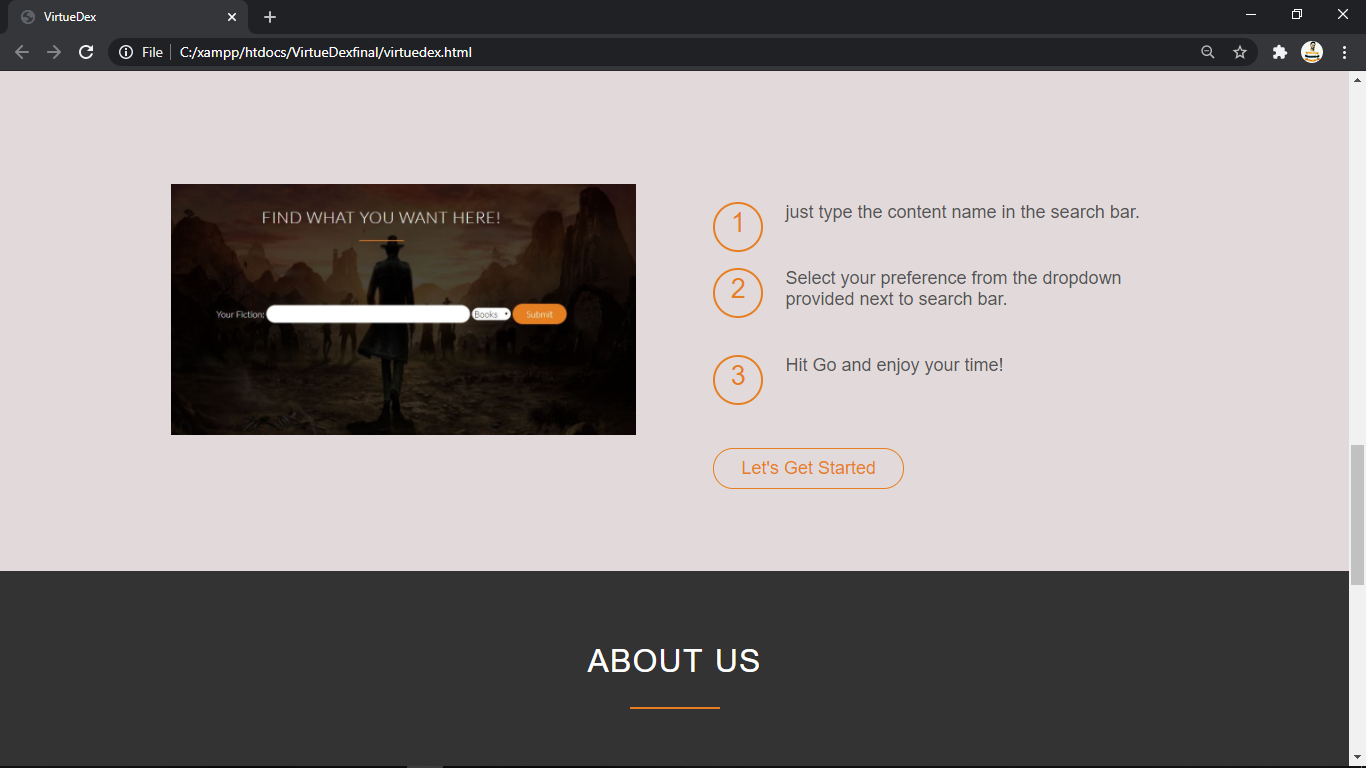 VirtueDex
File
C:/xampp/htdocs/VirtueDexfinal/virtuedex.html
FIND WHAT YOU WANT HERE!
Your Fiction: Books Submit
1 just type the content name in the search bar.
2 Select your preference from the dropdown
provided next to search bar.
3 Hit Go and enjoy your time!
Let's Get Started
ABOUT US